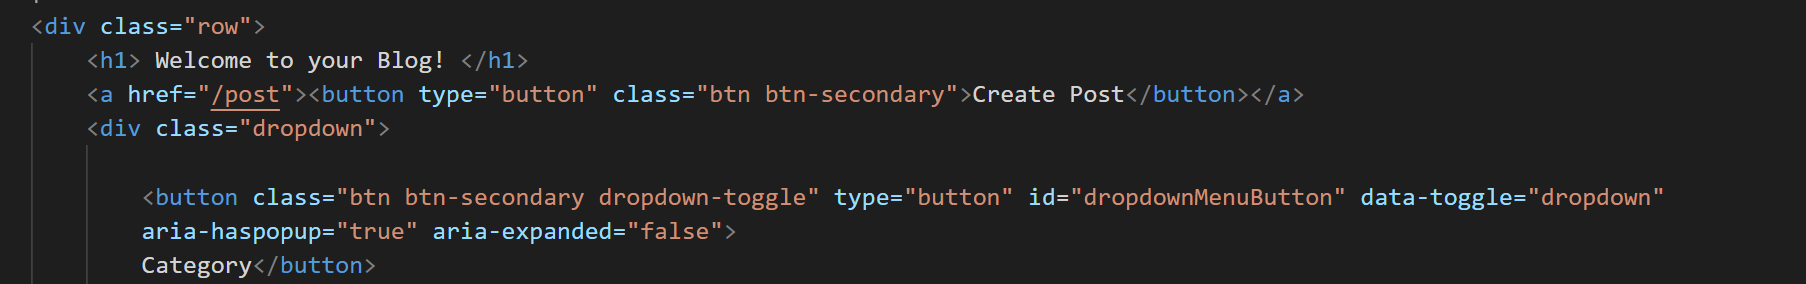 <div class="row">
<h1> Welcome to your Blog! </h1>
<a href="/post"><button type="button" class="btn btn-secondary">Create Post</button></a>
<div class="dropdown">
<button class="btn btn-secondary dropdown-toggle" type="button" id="dropdownMenuButton" data-toggle="dropdown"
aria-haspopup="true" aria-expanded="false">
Category</button>